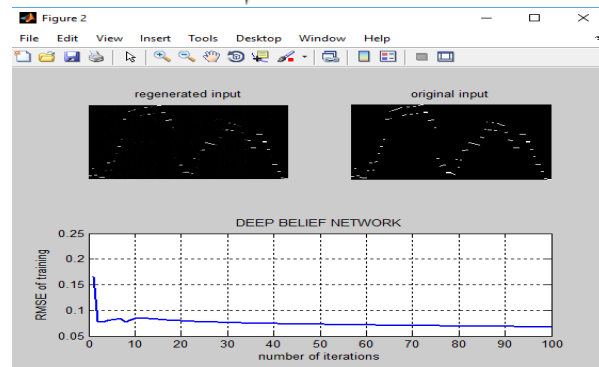 Figure 2
File Edit View Insert Tools Desktop Window Help
regenerated input
original input
DEEP BELIEF NETWORK
RMSE of training
0.25
0.2
0.15
0.1
0.05
0 10 20 30 40 50 60 70 80 90 100
number of iterations